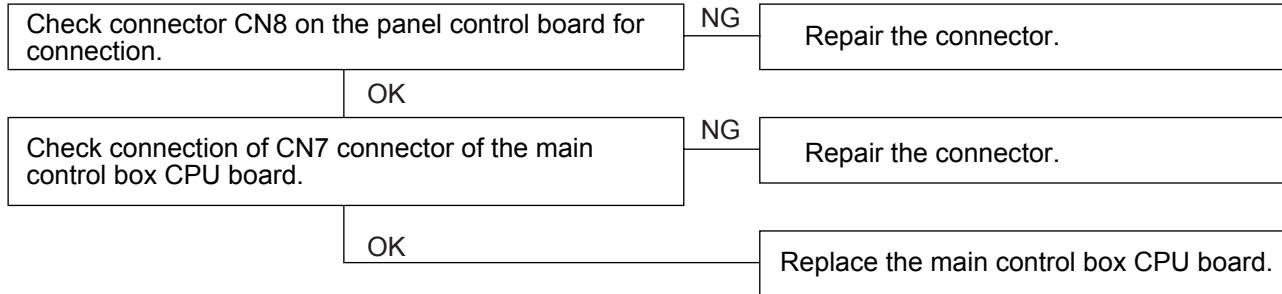 Check connector CN8 on the panel control board for
connection.
NG
Repair the connector.
OK
Check connection of CN7 connector of the main
control box CPU board.
NG
Repair the connector.
OK
Replace the main control box CPU board.